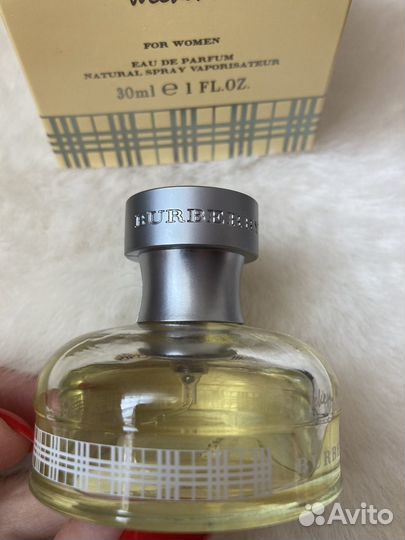 FOR WOMEN
EAU DE PARFUM
NATURAL SPRAY VAPORISATEUR
30ml e 1 FL.OZ.
BURBERRY
Avito